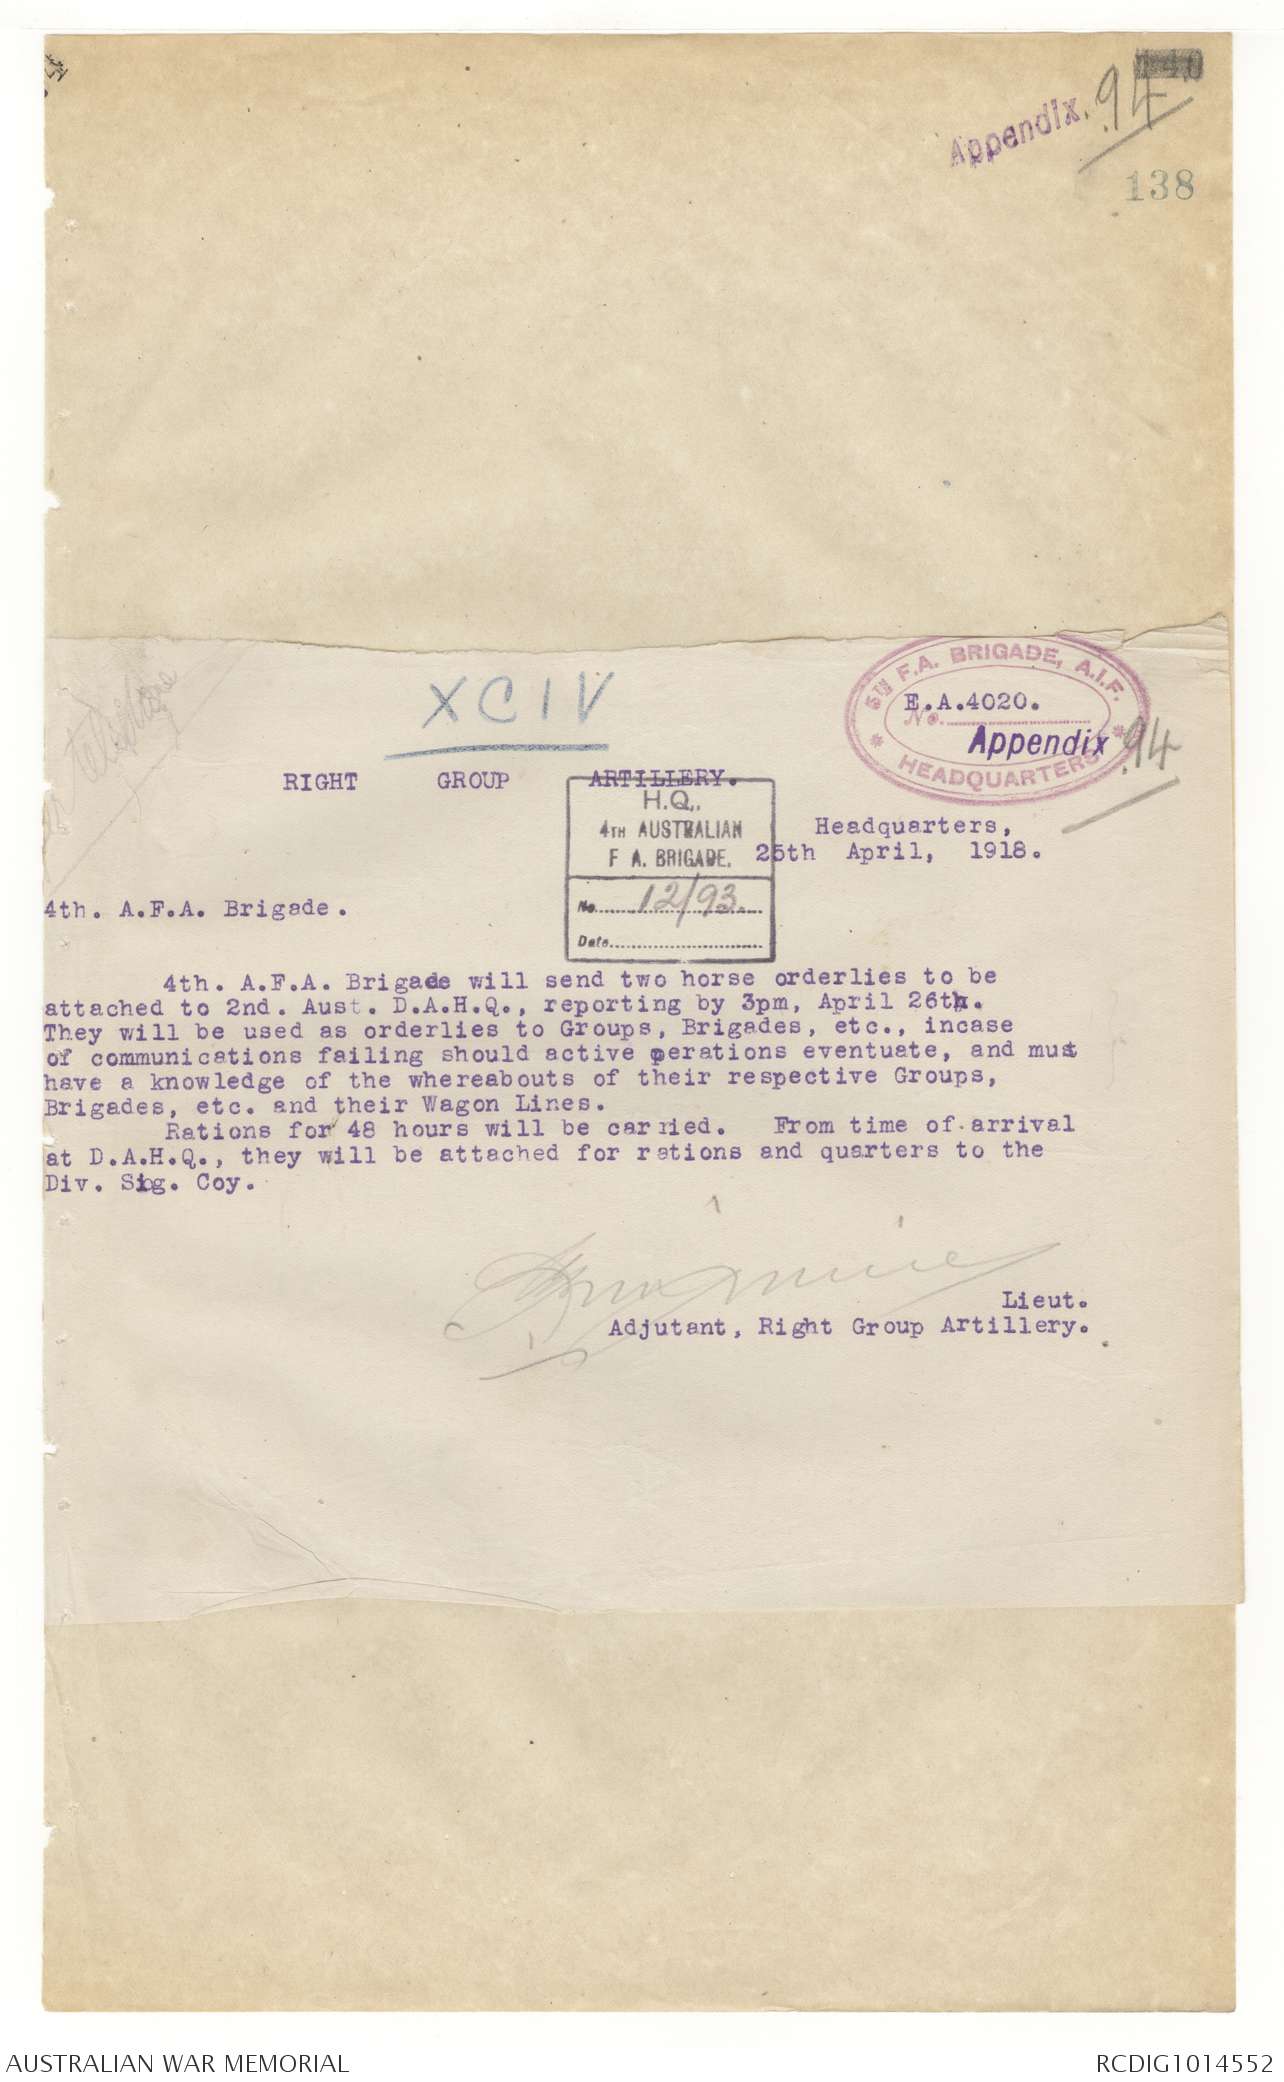 Appendix. 94
138
XCIV
5TH F.A. BRIGADE, A.I.F.
E.A.4020.
No.
Appendix .94
* HEADQUARTERS *
RIGHT GROUP ARTILLERY.
H.Q.,
4TH AUSTRALIAN
F A. BRIGADE.
No. 12/93.
Date
Headquarters,
25th April, 1918.
4th. A.F.A. Brigade.
4th. A.F.A. Brigade will send two horse orderlies to be
attached to 2nd. Aust. D.A.H.Q., reporting by 3pm, April 26th.
They will be used as orderlies to Groups, Brigades, etc., incase
of communications failing should active perations eventuate, and must
have a knowledge of the whereabouts of their respective Groups,
Brigades, etc. and their Wagon Lines.
Rations for 48 hours will be carried. From time of arrival
at D.A.H.Q., they will be attached for rations and quarters to the
Div. Sig. Coy.
Lieut.
Adjutant, Right Group Artillery.
AUSTRALIAN WAR MEMORIAL
RCDIG1014552